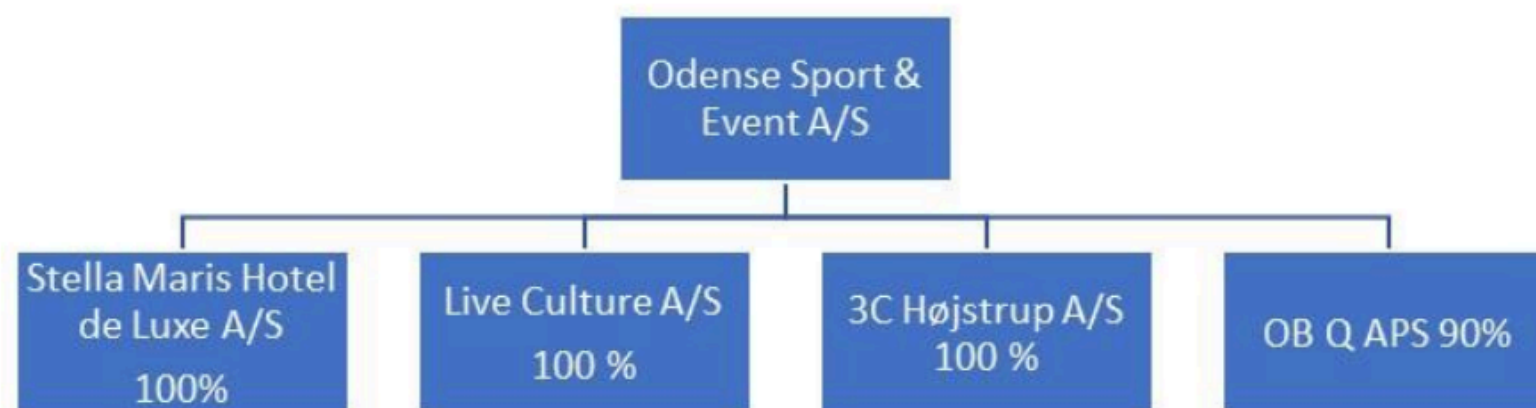 Odense Sport &
Event A/S
Stella Maris Hotel
de Luxe A/S
100%
Live Culture A/S
100 %
3C Højstrup A/S
100 %
OB Q APS 90%